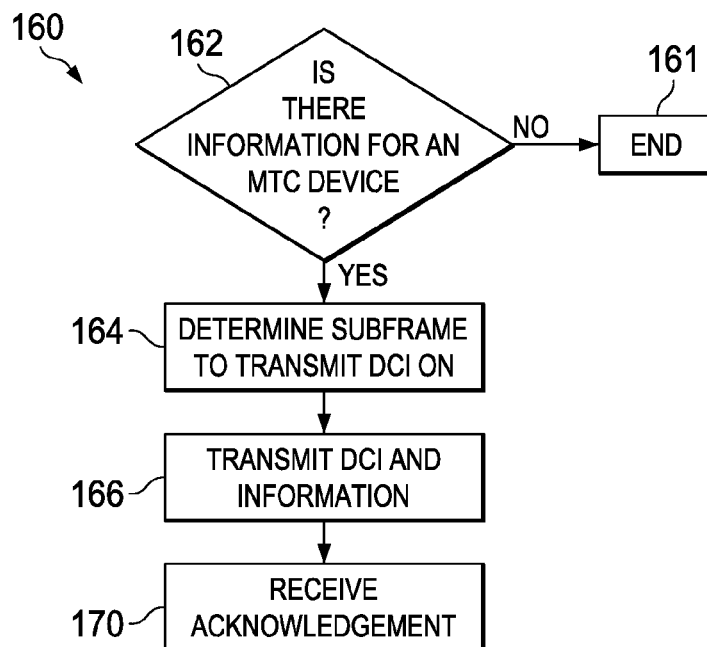 160
162
IS
THERE
INFORMATION FOR AN
MTC DEVICE
?
NO
161
END
YES
164
DETERMINE SUBFRAME
TO TRANSMIT DCI ON
166
TRANSMIT DCI AND
INFORMATION
170
RECEIVE
ACKNOWLEDGEMENT